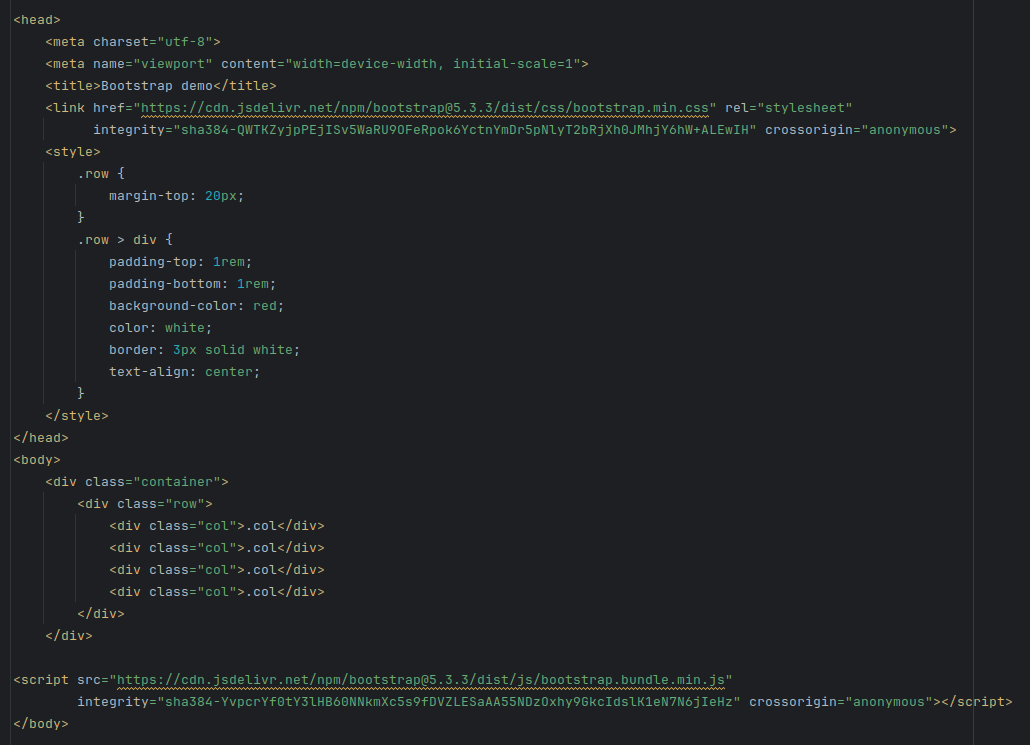 <head>
<meta charset="utf-8">
<meta name="viewport" content="width=device-width, initial-scale=1">
<title>Bootstrap demo</title>
<link href="https://cdn.jsdelivr.net/npm/bootstrap@5.3.3/dist/css/bootstrap.min.css" rel="stylesheet"
integrity="sha384-QWTKZyjpPEjISv5WaRU9OFeRpok6YctnYmDr5pNlyT2bRjXh0JMhjY6hW+ALEwIH" crossorigin="anonymous">
<style>
.row {
margin-top: 20px;
}
.row > div {
padding-top: 1rem;
padding-bottom: 1rem;
background-color: red;
color: white;
border: 3px solid white;
text-align: center;
}
</style>
</head>
<body>
<div class="container">
<div class="row">
<div class="col">.col</div>
<div class="col">.col</div>
<div class="col">.col</div>
<div class="col">.col</div>
</div>
</div>
<script src="https://cdn.jsdelivr.net/npm/bootstrap@5.3.3/dist/js/bootstrap.bundle.min.js"
integrity="sha384-YvpcrYf0tY3lHB60NNkmXc5s9fDVZLESaAA55NDzOxhy9GkcIdslK1eN7N6jIeHz" crossorigin="anonymous"></script>
</body>